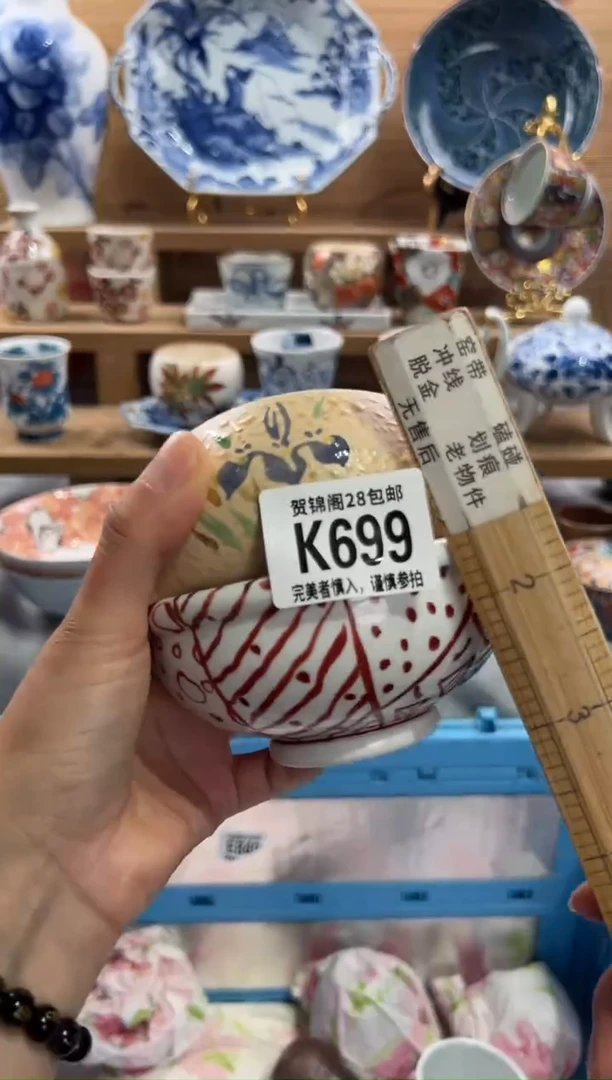 贺锦阁28包邮
K699
完美者慎入，谨慎参拍
窑带 磕碰
冲线 划痕
脱金 老物件
无售后
2
3